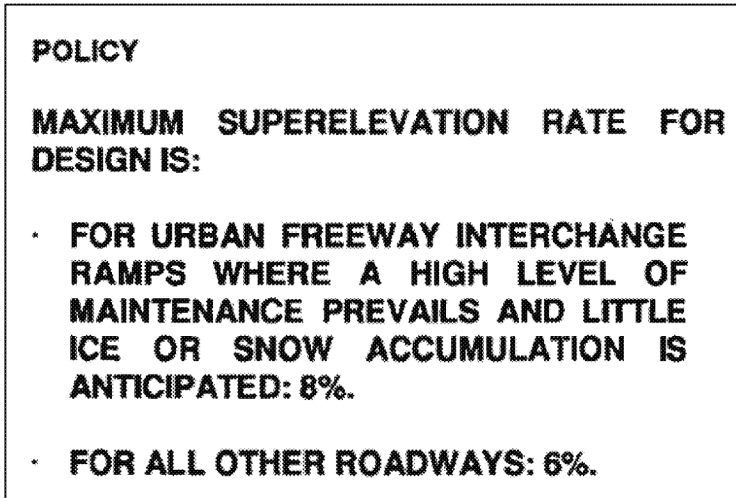 POLICY
MAXIMUM SUPERELEVATION RATE FOR
DESIGN IS:
· FOR URBAN FREEWAY INTERCHANGE
RAMPS WHERE A HIGH LEVEL OF
MAINTENANCE PREVAILS AND LITTLE
ICE OR SNOW ACCUMULATION IS
ANTICIPATED: 8%.
· FOR ALL OTHER ROADWAYS: 6%.